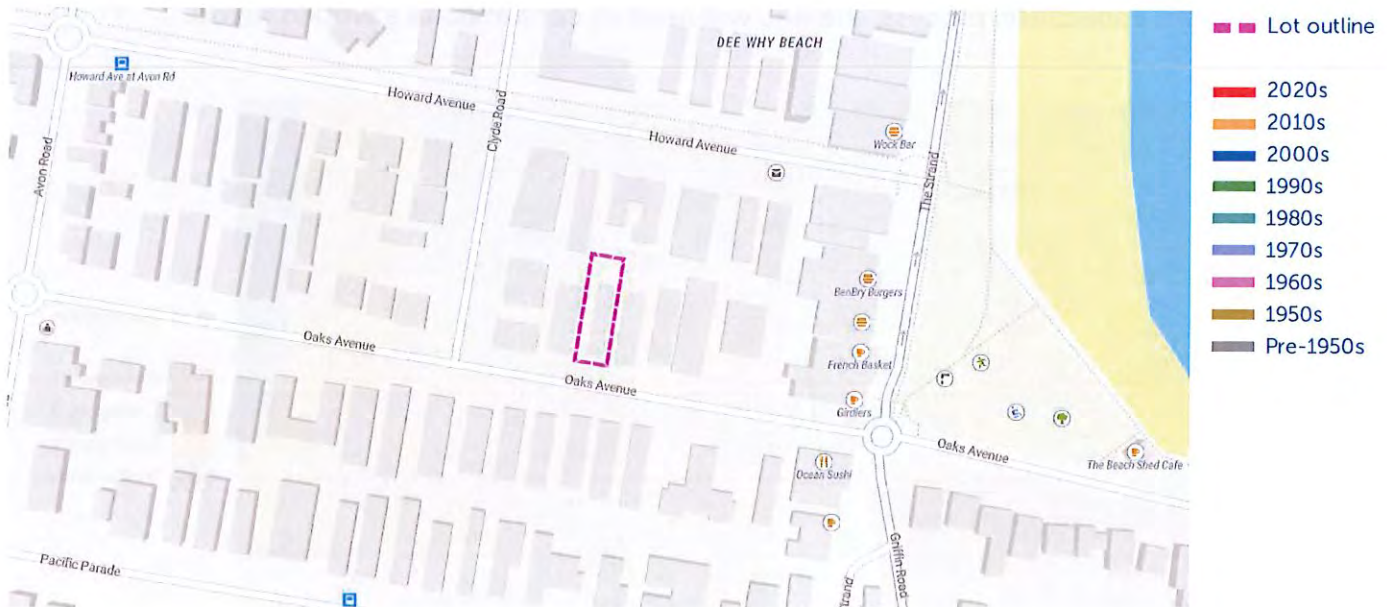 DEE WHY BEACH
Lot outline
Howard Ave at Avon Rd
2020s
Howard Avenue
2010s
Clyde Road
Wock Bar
2000s
Howard Avenue
Avon Road
1990s
The Strand
1980s
1970s
BenBry Burgers
1960s
1950s
Oaks Avenue
Pre-1950s
French Basket
Oaks Avenue
Girdlers
Oaks Avenue
The Beach Shed Cafe
Ocean Sushi
Griffin Road
Pacific Parade
trand